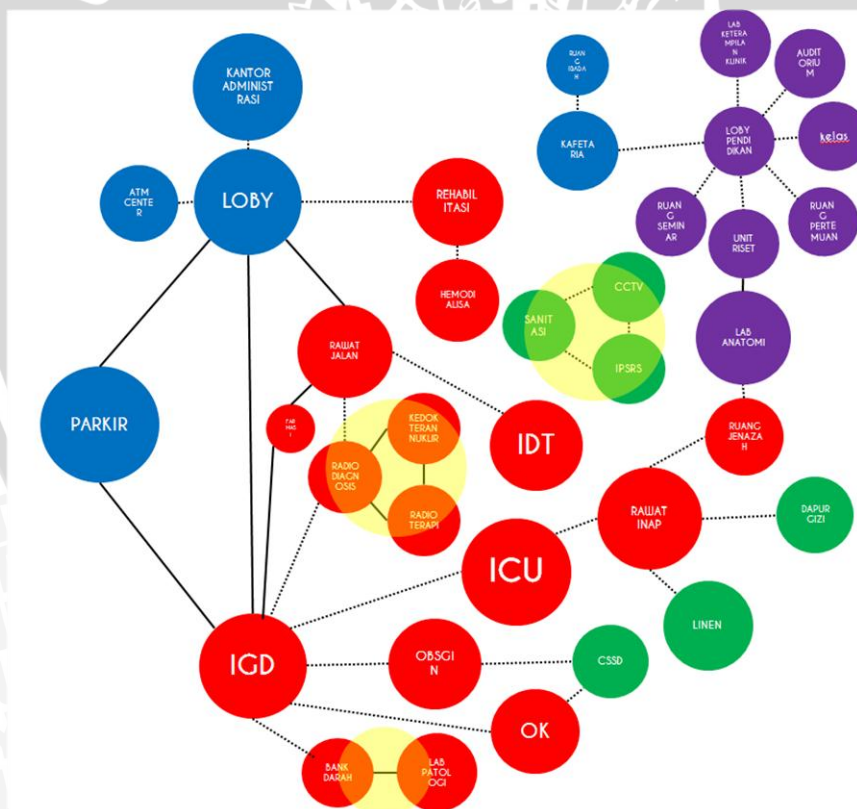 KANTOR
ADMINIST
RASI
LOBY
ATM
CENTE
R
PARKIR
REHABIL
ITASI
HEMODI
ALISA
RAWAT
JALAN
FAR
MAS
I
RADIO
DIAGN
OSIS
KEDOK
TERAN
NUKLIR
RADIO
TERAPI
IDT
ICU
IGD
OBSGI
N
OK
CSSD
BANK
DARAH
LAB
PATOL
OGI
RUAN
G IBADA
H
KAFETA
RIA
LAB
KETERA
MPILA
N
KLINIK
AUDIT
ORIU
M
LOBY
PENDI
DIKAN
kelas
RUAN
G
SEMIN
AR
UNIT
RISET
RUAN
G
PERTE
MUAN
LAB
ANATOMI
SANIT
ASI
CCTV
IPSRS
RUANG
JENAZA
H
RAWAT
INAP
DAPUR
GIZI
LINEN